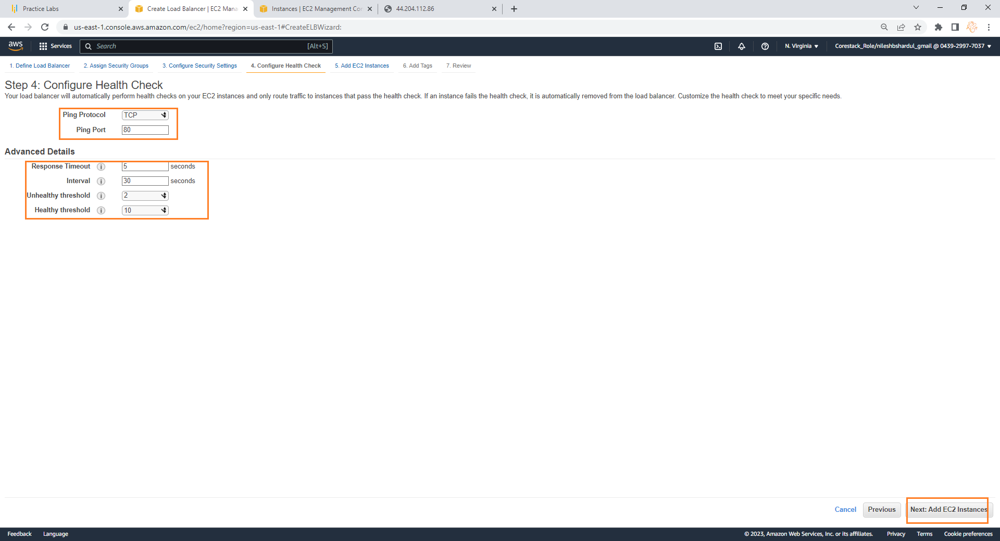 Practice Labs
Create Load Balancer | EC2 Mana
Instances | EC2 Management Cor
44.204.112.86
us-east-1.console.aws.amazon.com/ec2/home?region=us-east-1#CreateELBWizard:
aws
Services
Search
[Alt+S]
N. Virginia
Corestack_Role/nileshbshardul_gmail @ 0439-2997-7037
1. Define Load Balancer
2. Assign Security Groups
3. Configure Security Settings
4. Configure Health Check
5. Add EC2 Instances
6. Add Tags
7. Review
Step 4: Configure Health Check
Your load balancer will automatically perform health checks on your EC2 instances and only route traffic to instances that pass the health check. If an instance fails the health check, it is automatically removed from the load balancer. Customize the health check to meet your specific needs.
Ping Protocol TCP
Ping Port 80
Advanced Details
Response Timeout 5 seconds
Interval 30 seconds
Unhealthy threshold 2
Healthy threshold 10
Cancel
Previous
Next: Add EC2 Instances
Feedback
Language
© 2023, Amazon Web Services, Inc. or its affiliates.
Privacy
Terms
Cookie preferences